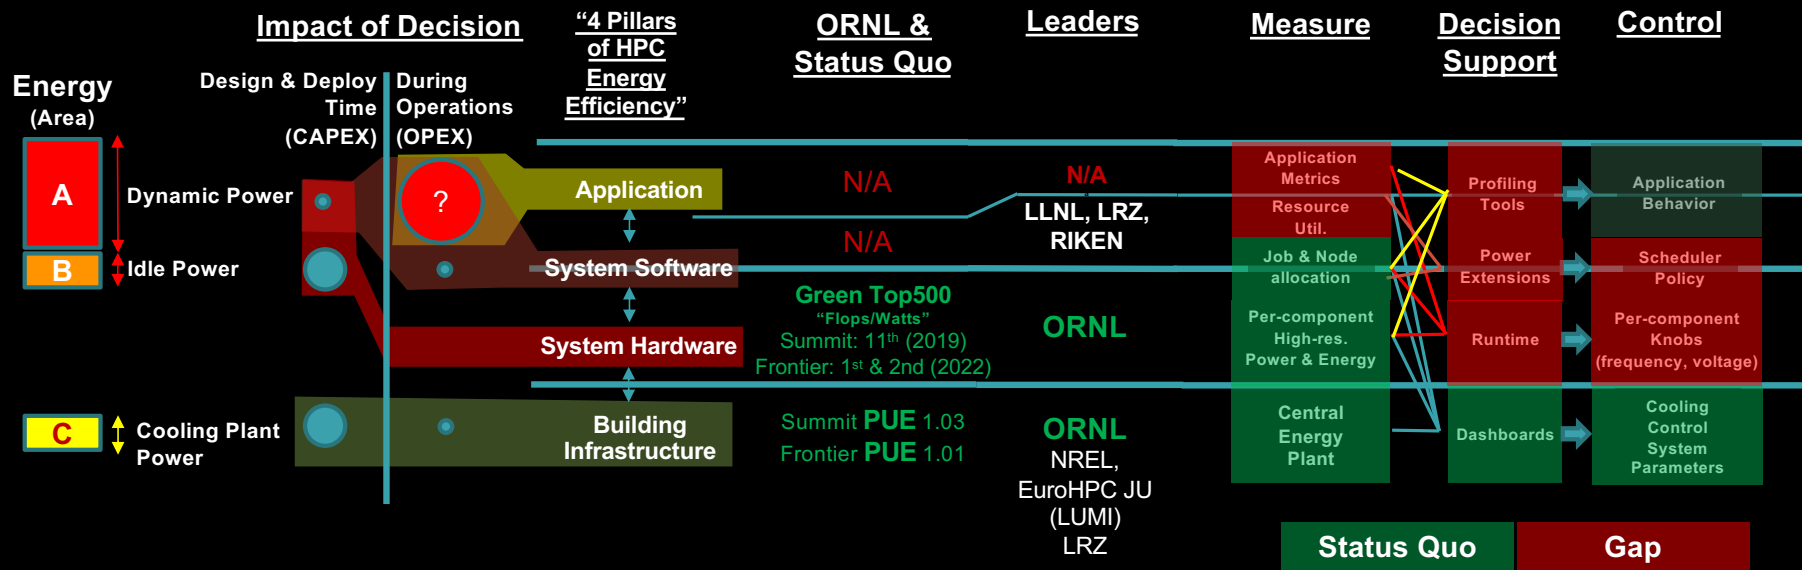 Impact of Decision
"4 Pillars
of HPC
Energy
Efficiency"
ORNL &
Status Quo
Leaders
Measure
Decision
Support
Control
Energy
(Area)
Design & Deploy
Time
(CAPEX)
During
Operations
(OPEX)
A
Dynamic Power
B
Idle Power
C
Cooling Plant
Power
?
Application
System Software
System Hardware
Building
Infrastructure
N/A
N/A
Green Top500
"Flops/Watts"
Summit: 11th (2019)
Frontier: 1st & 2nd (2022)
Summit PUE 1.03
Frontier PUE 1.01
N/A
LLNL, LRZ,
RIKEN
ORNL
ORNL
NREL,
EuroHPC JU
(LUMI)
LRZ
Application
Metrics
Resource
Util.
Job & Node
allocation
Per-component
High-res.
Power & Energy
Central
Energy
Plant
Profiling
Tools
Power
Extensions
Runtime
Dashboards
Application
Behavior
Scheduler
Policy
Per-component
Knobs
(frequency, voltage)
Cooling
Control
System
Parameters
Status Quo
Gap